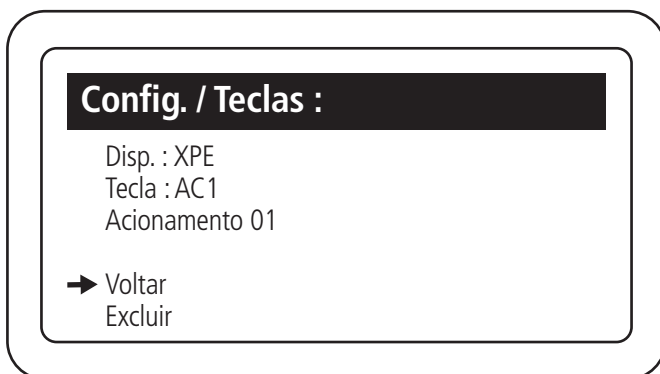 Config. / Teclas :
Disp. : XPE
Tecla : AC1
Acionamento 01
Voltar
Excluir